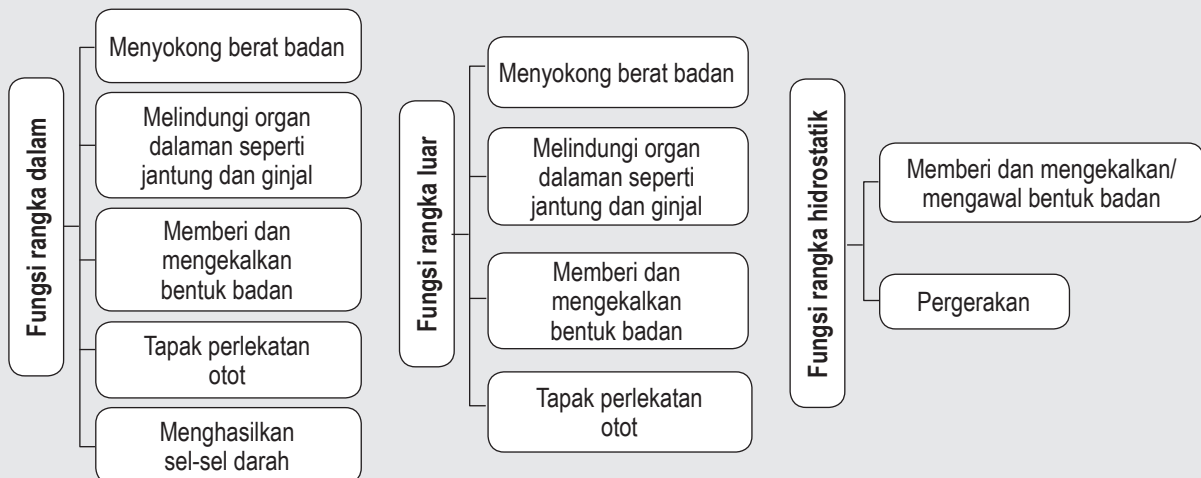 Fungsi rangka dalam
Menyokong berat badan
Melindungi organ
dalaman seperti
jantung dan ginjal
Memberi dan
mengekalkan
bentuk badan
Tapak perlekatan
otot
Menghasilkan
sel-sel darah
Fungsi rangka luar
Menyokong berat badan
Melindungi organ
dalaman seperti
jantung dan ginjal
Memberi dan
mengekalkan
bentuk badan
Tapak perlekatan
otot
Fungsi rangka hidrostatik
Memberi dan mengekalkan/
mengawal bentuk badan
Pergerakan